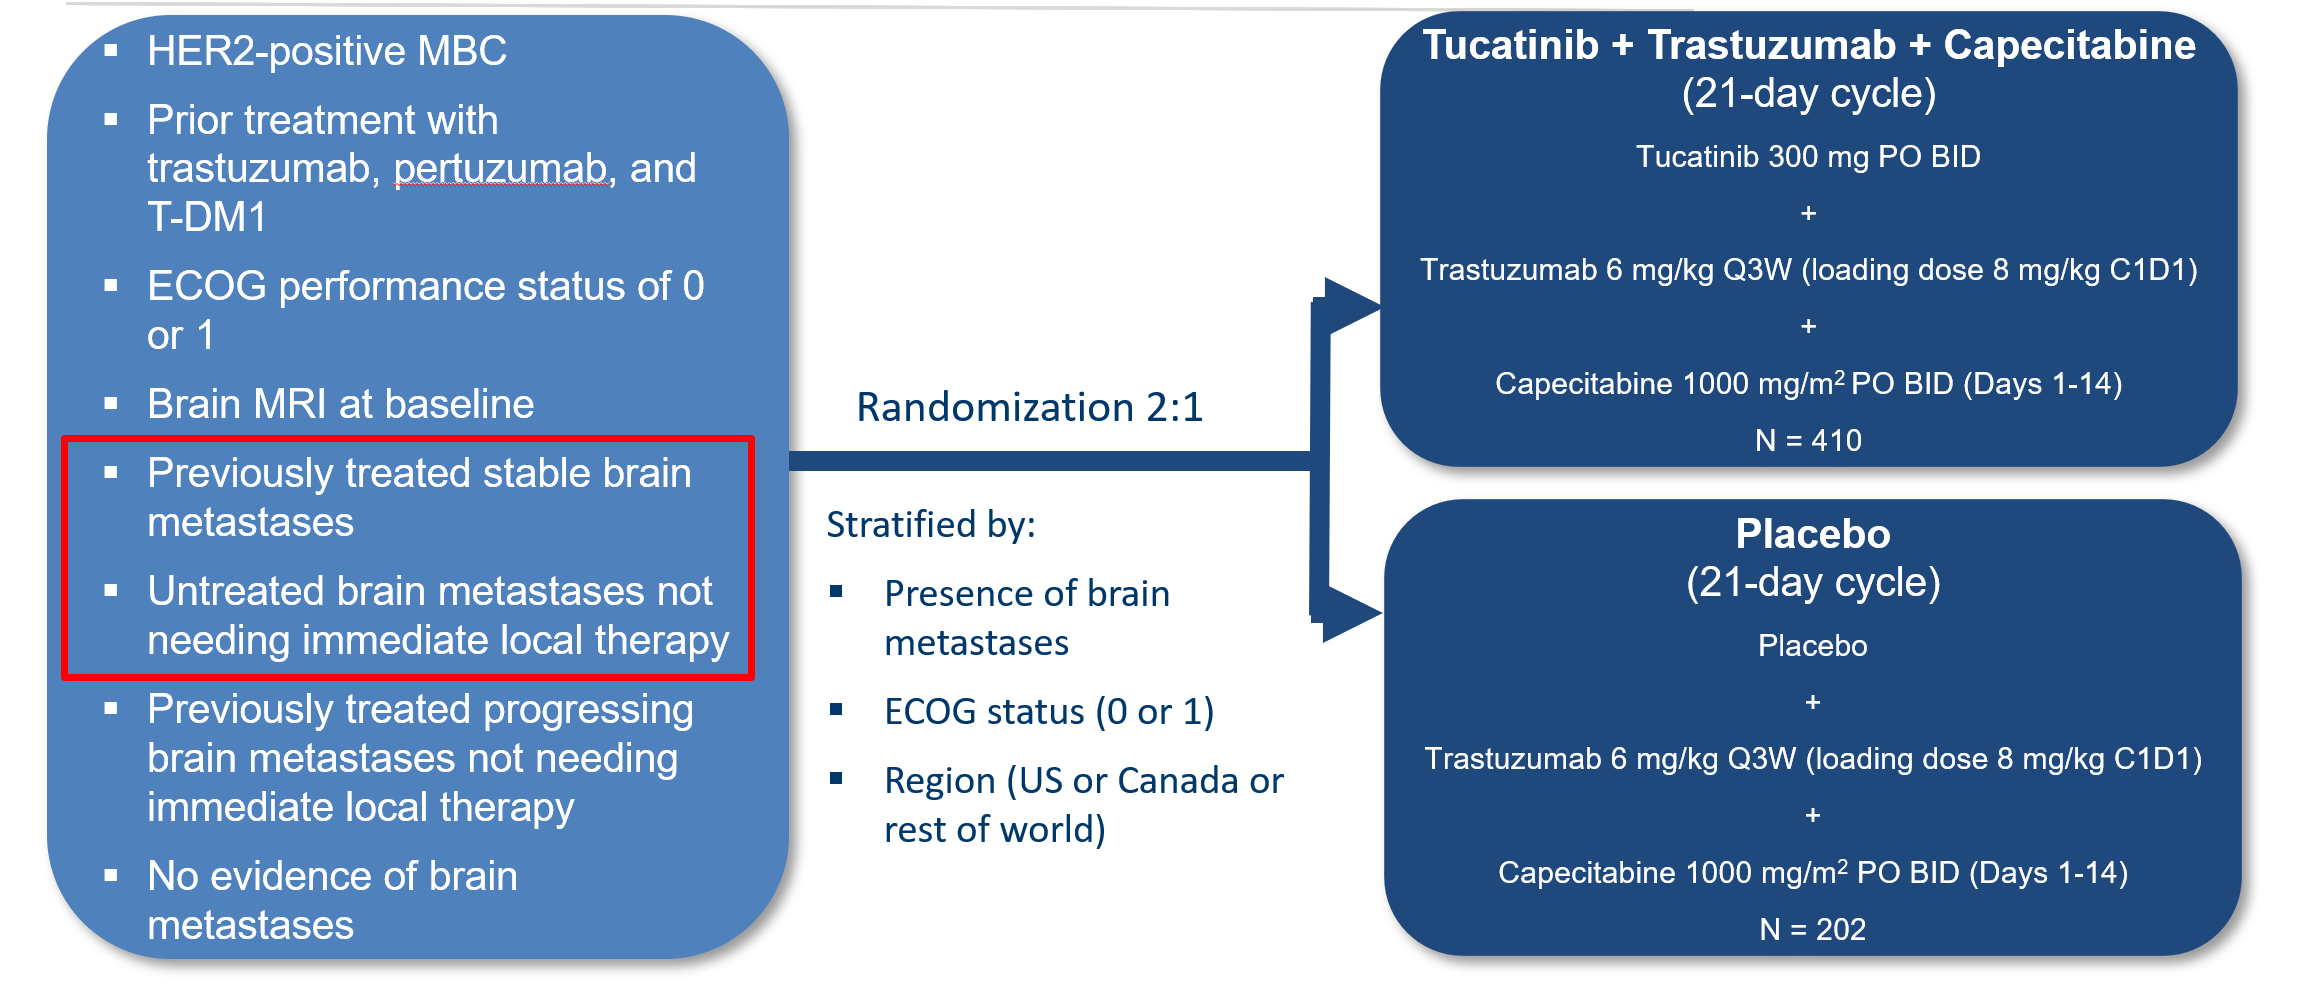 ▪ HER2-positive MBC
▪ Prior treatment with
trastuzumab, pertuzumab, and
T-DM1
▪ ECOG performance status of 0
or 1
▪ Brain MRI at baseline
▪ Previously treated stable brain
metastases
▪ Untreated brain metastases not
needing immediate local therapy
▪ Previously treated progressing
brain metastases not needing
immediate local therapy
▪ No evidence of brain
metastases
Randomization 2:1
Stratified by:
▪ Presence of brain
metastases
▪ ECOG status (0 or 1)
▪ Region (US or Canada or
rest of world)
Tucatinib + Trastuzumab + Capecitabine
(21-day cycle)
Tucatinib 300 mg PO BID
+
Trastuzumab 6 mg/kg Q3W (loading dose 8 mg/kg C1D1)
+
Capecitabine 1000 mg/m² PO BID (Days 1-14)
N = 410
Placebo
(21-day cycle)
Placebo
+
Trastuzumab 6 mg/kg Q3W (loading dose 8 mg/kg C1D1)
+
Capecitabine 1000 mg/m² PO BID (Days 1-14)
N = 202